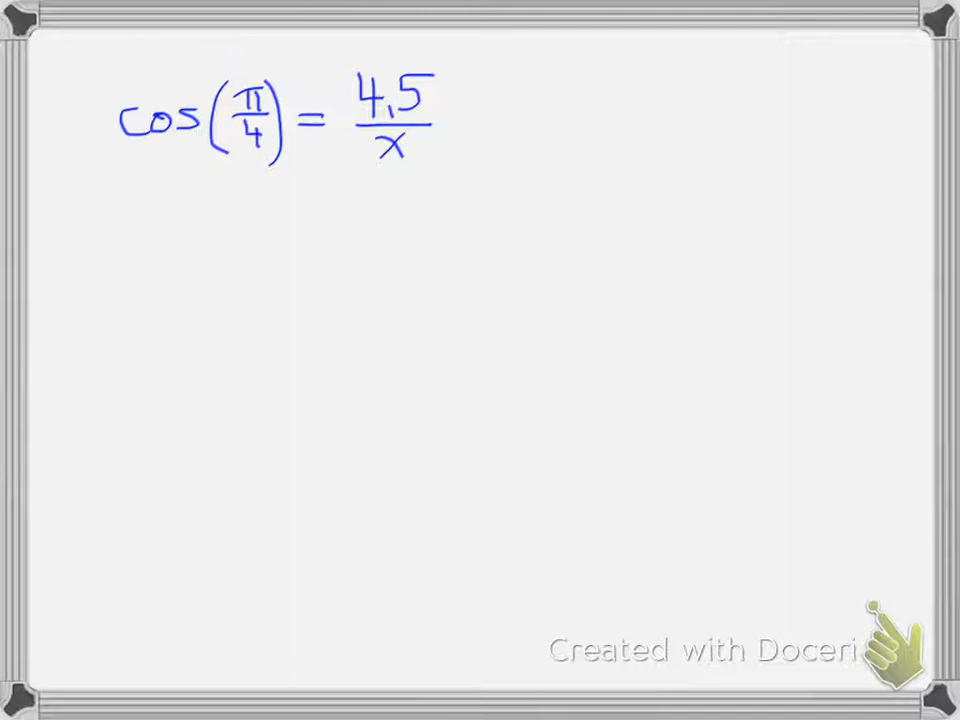 cos(π/4) = 4.5/x
Created with Doceri